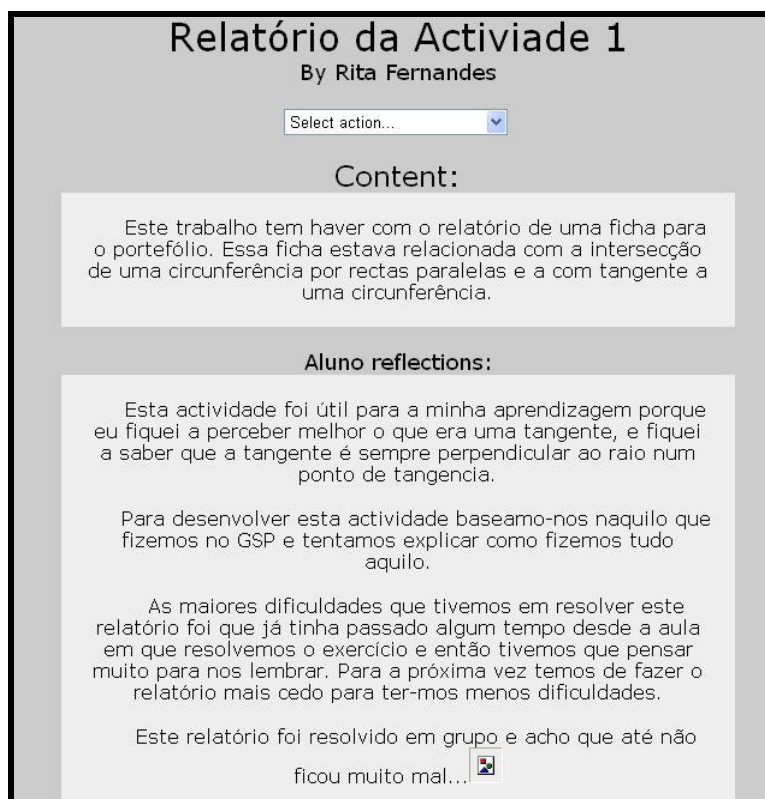 Relatório da Activiade 1
By Rita Fernandes
Select action...
Content:
Este trabalho tem haver com o relatório de uma ficha para
o portefólio. Essa ficha estava relacionada com a intersecção
de uma circunferência por rectas paralelas e a com tangente a
uma circunferência.
Aluno reflections:
Esta actividade foi útil para a minha aprendizagem porque
eu fiquei a perceber melhor o que era uma tangente, e fiquei
a saber que a tangente é sempre perpendicular ao raio num
ponto de tangencia.
Para desenvolver esta actividade baseamo-nos naquilo que
fizemos no GSP e tentamos explicar como fizemos tudo
aquilo.
As maiores dificuldades que tivemos em resolver este
relatório foi que já tinha passado algum tempo desde a aula
em que resolvemos o exercício e então tivemos que pensar
muito para nos lembrar. Para a próxima vez temos de fazer o
relatório mais cedo para ter-mos menos dificuldades.
Este relatório foi resolvido em grupo e acho que até não
ficou muito mal...